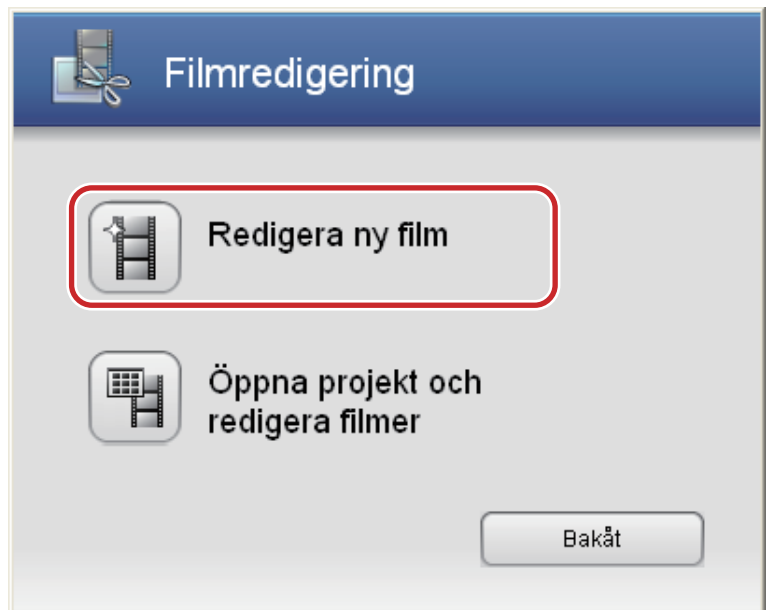 Filmredigering
Redigera ny film
Öppna projekt och
redigera filmer
Bakåt